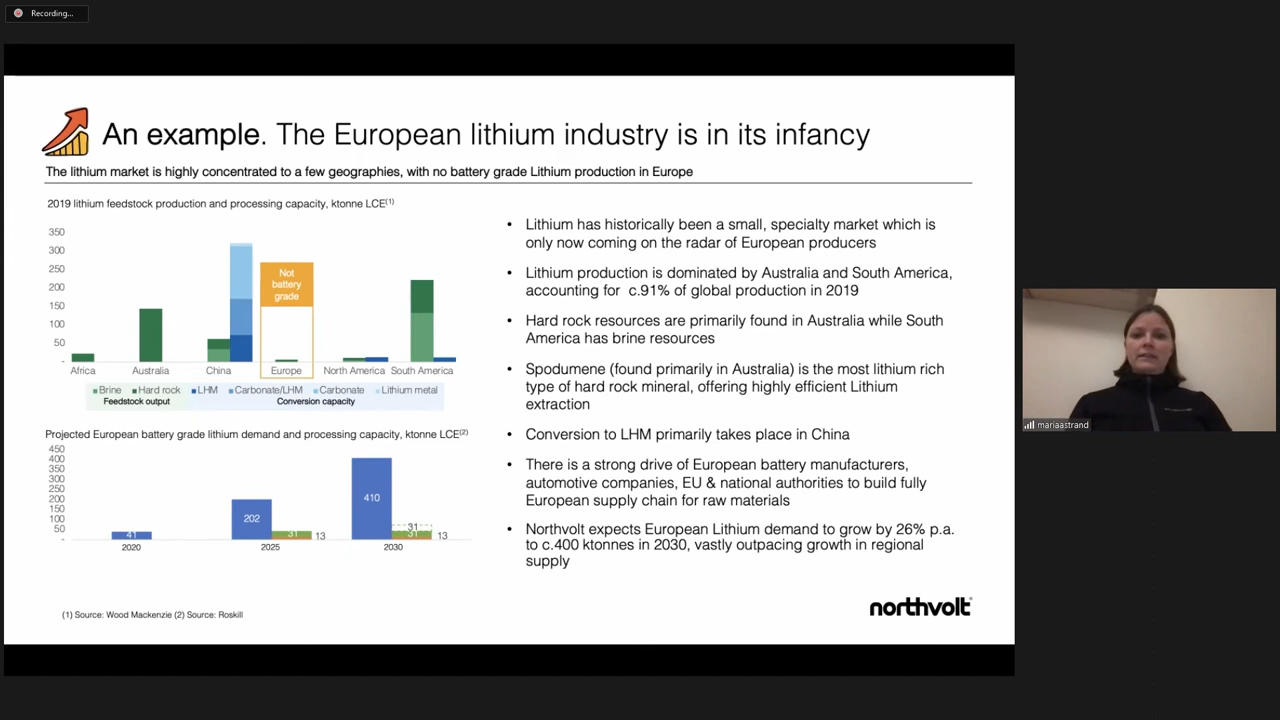 Recording...
An example. The European lithium industry is in its infancy
The lithium market is highly concentrated to a few geographies, with no battery grade Lithium production in Europe
2019 lithium feedstock production and processing capacity, ktonne LCE(1)
350
300
250
200
150
100
50
-
Not
battery
grade
Africa Australia China Europe North America South America
Brine Hard rock LHM Carbonate/LHM Carbonate Lithium metal
Feedstock output Conversion capacity
Projected European battery grade lithium demand and processing capacity, ktonne LCE(2)
450
400
350
300
250
200
150
100
50
-
41
202
31
13
410
31
31
13
2020 2025 2030
• Lithium has historically been a small, specialty market which is
only now coming on the radar of European producers
• Lithium production is dominated by Australia and South America,
accounting for c.91% of global production in 2019
• Hard rock resources are primarily found in Australia while South
America has brine resources
• Spodumene (found primarily in Australia) is the most lithium rich
type of hard rock mineral, offering highly efficient Lithium
extraction
• Conversion to LHM primarily takes place in China
• There is a strong drive of European battery manufacturers,
automotive companies, EU & national authorities to build fully
European supply chain for raw materials
• Northvolt expects European Lithium demand to grow by 26% p.a.
to c.400 ktonnes in 2030, vastly outpacing growth in regional
supply
(1) Source: Wood Mackenzie (2) Source: Roskill
northvolt
mariaastrand